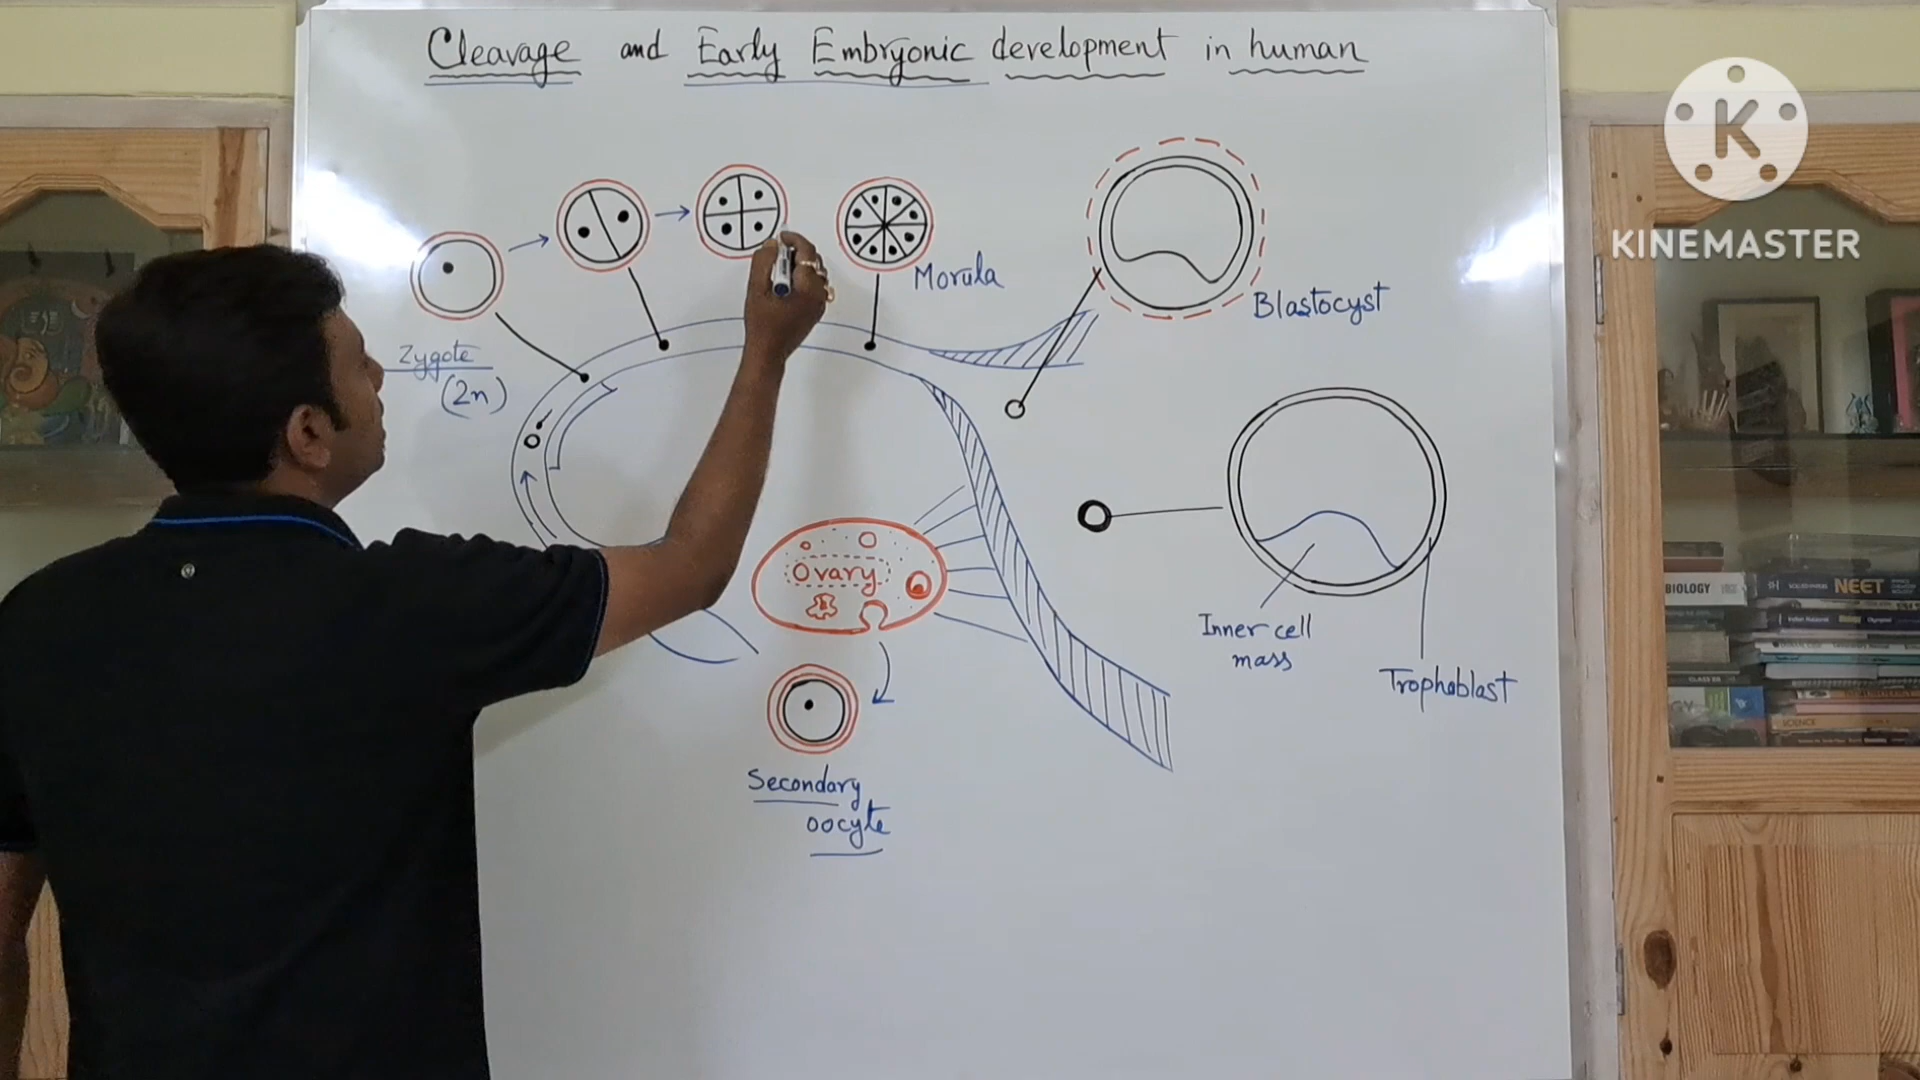 Cleavage and Early Embryonic development in human
K
KINEMASTER
Morula
Blastocyst
Zygote
(2n)
Ovary
Inner cell
mass
Trophoblast
Secondary
oocyte
BIOLOGY
NEET
SCIENCE